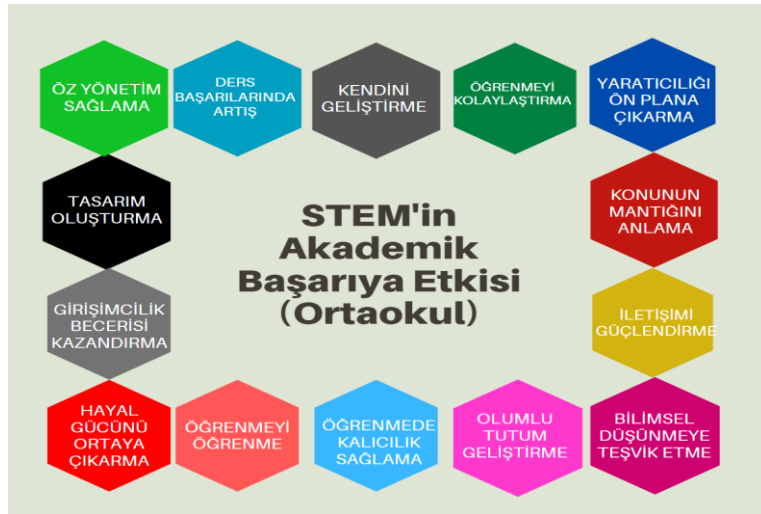 ÖZ YÖNETİM
SAĞLAMA
DERS
BAŞARILARINDA
ARTIŞ
KENDİNİ
GELİŞTİRME
ÖĞRENMEYİ
KOLAYLAŞTIRMA
YARATICILIĞI
ÖN PLANA
ÇIKARMA
TASARIM
OLUŞTURMA
STEM'in
Akademik
Başarıya Etkisi
(Ortaokul)
KONUNUN
MANTIĞINI
ANLAMA
GİRİŞİMCİLİK
BECERİSİ
KAZANDIRMA
İLETİŞİMİ
GÜÇLENDİRME
HAYAL
GÜCÜNÜ
ORTAYA
ÇIKARMA
ÖĞRENMEYİ
ÖĞRENME
ÖĞRENMEDE
KALICILIK
SAĞLAMA
OLUMLU
TUTUM
GELİŞTİRME
BİLİMSEL
DÜŞÜNMEYE
TEŞVİK ETME